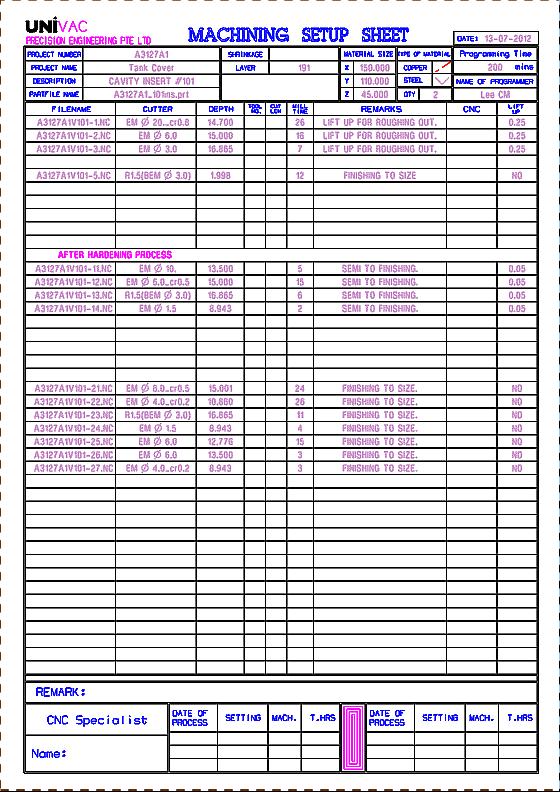 UNiVAC
PRECISION ENGINEERING PTE LTD
MACHINING SETUP SHEET
DATE: 13-07-2012
PROJECT NUMBER A3127A1 SHRINKAGE MATERIAL SIZE TYPE OF MATERIAL Programming Time
PROJECT NAME Tank Cover LAYER 191 X 150.000 COPPER 200 mins
DESCRIPTION CAVITY INSERT #101 Y 110.000 STEEL NAME OF PROGRAMMER
PARTFILE NAME A3127A1_101ms.prt Z 45.000 QTY 2 Lee CM
FILENAME CUTTER DEPTH TOOL NO. CUT COM MILL TIME REMARKS CNC LIFT UP
A3127A1V101-1.NC EM Ø 20._cr0.8 14.700 26 LIFT UP FOR ROUGHING OUT. 0.25
A3127A1V101-2.NC EM Ø 6.0 15.000 16 LIFT UP FOR ROUGHING OUT. 0.25
A3127A1V101-3.NC EM Ø 3.0 16.865 7 LIFT UP FOR ROUGHING OUT. 0.25
A3127A1V101-5.NC R1.5(BEM Ø 3.0) 1.998 12 FINISHING TO SIZE NO
AFTER HARDENING PROCESS
A3127A1V101-11.NC EM Ø 10. 13.500 5 SEMI TO FINISHING. 0.05
A3127A1V101-12.NC EM Ø 6.0_cr0.5 15.000 15 SEMI TO FINISHING. 0.05
A3127A1V101-13.NC R1.5(BEM Ø 3.0) 16.865 6 SEMI TO FINISHING. 0.05
A3127A1V101-14.NC EM Ø 1.5 8.943 2 SEMI TO FINISHING. 0.05
A3127A1V101-21.NC EM Ø 8.0_cr0.5 15.001 24 FINISHING TO SIZE. NO
A3127A1V101-22.NC EM Ø 4.0_cr0.2 10.860 26 FINISHING TO SIZE. NO
A3127A1V101-23.NC R1.5(BEM Ø 3.0) 16.865 11 FINISHING TO SIZE. NO
A3127A1V101-24.NC EM Ø 1.5 8.943 4 FINISHING TO SIZE. NO
A3127A1V101-25.NC EM Ø 6.0 12.776 15 FINISHING TO SIZE. NO
A3127A1V101-26.NC EM Ø 6.0 13.500 3 FINISHING TO SIZE. NO
A3127A1V101-27.NC EM Ø 4.0_cr0.2 8.943 3 FINISHING TO SIZE. NO
REMARK:
CNC Specialist DATE OF PROCESS SETTING MACH. T.HRS DATE OF PROCESS SETTING MACH. T.HRS
Name: